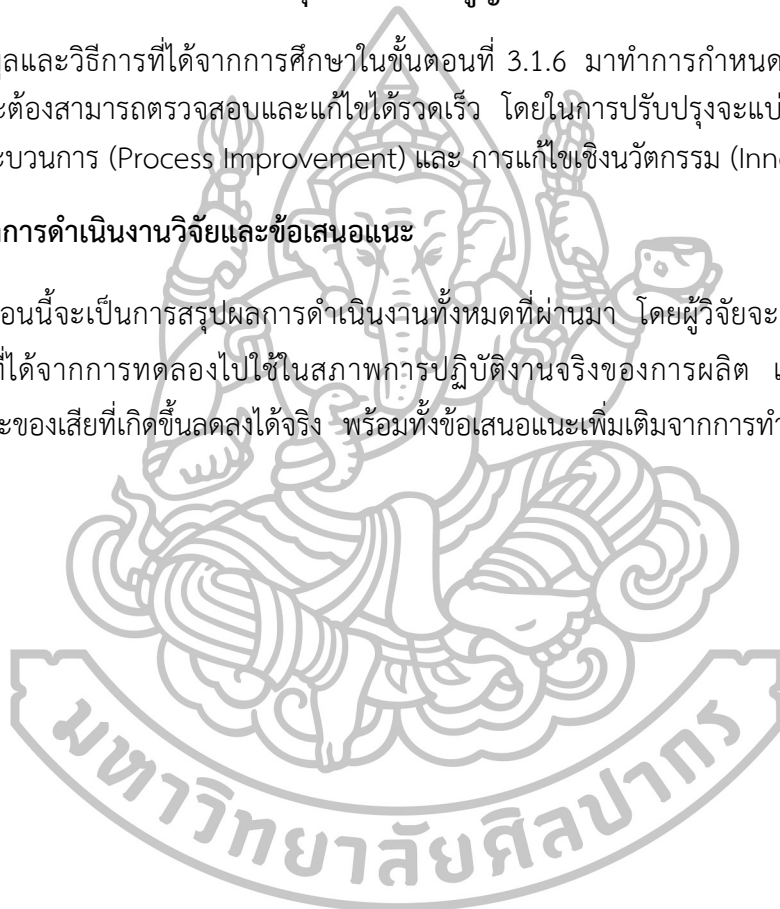 ูลและวิธีการที่ได้จากการศึกษาในขั้นตอนที่ 3.1.6 มาทำการกำหนด
ะต้องสามารถตรวจสอบและแก้ไขได้รวดเร็ว โดยในการปรับปรุงจะแบ่
ะบวนการ (Process Improvement) และ การแก้ไขเชิงนวัตกรรม (Inn
การดำเนินงานวิจัยและข้อเสนอแนะ
อนนี้จะเป็นการสรุปผลการดำเนินงานทั้งหมดที่ผ่านมา โดยผู้วิจัยจะ
ที่ได้จากการทดลองไปใช้ในสภาพการปฏิบัติงานจริงของการผลิต เ
ะของเสียที่เกิดขึ้นลดลงได้จริง พร้อมทั้งข้อเสนอแนะเพิ่มเติมจากการทำ
มหาวิทยาลัยศิลปากร